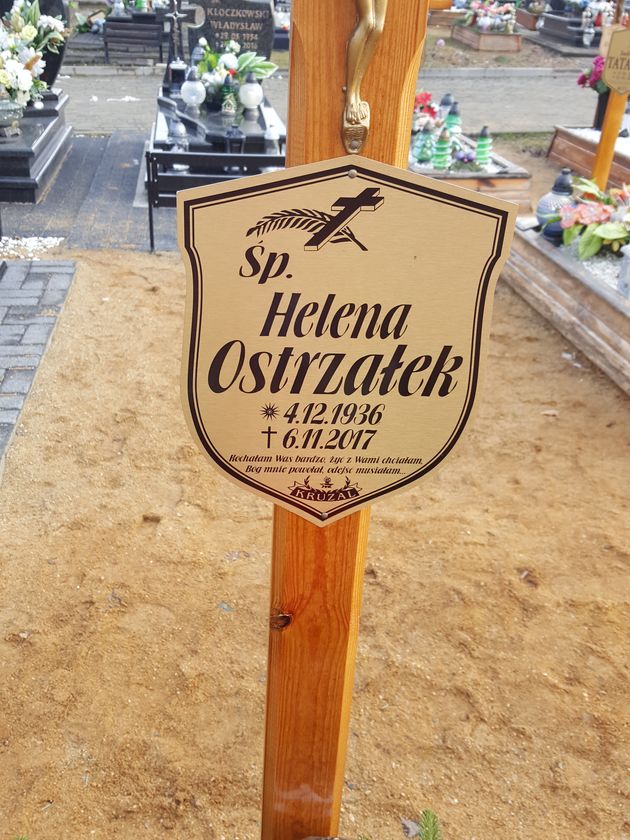 KŁOCZKOWSKI
WŁADYSŁAW
Śp.
Helena
Ostrzałek
4.12.1936
† 6.11.2017
Kochałam Was bardzo, żyć z Wami chciałam,
Bóg mnie powołał, odejść musiałam...
KRUŻAL